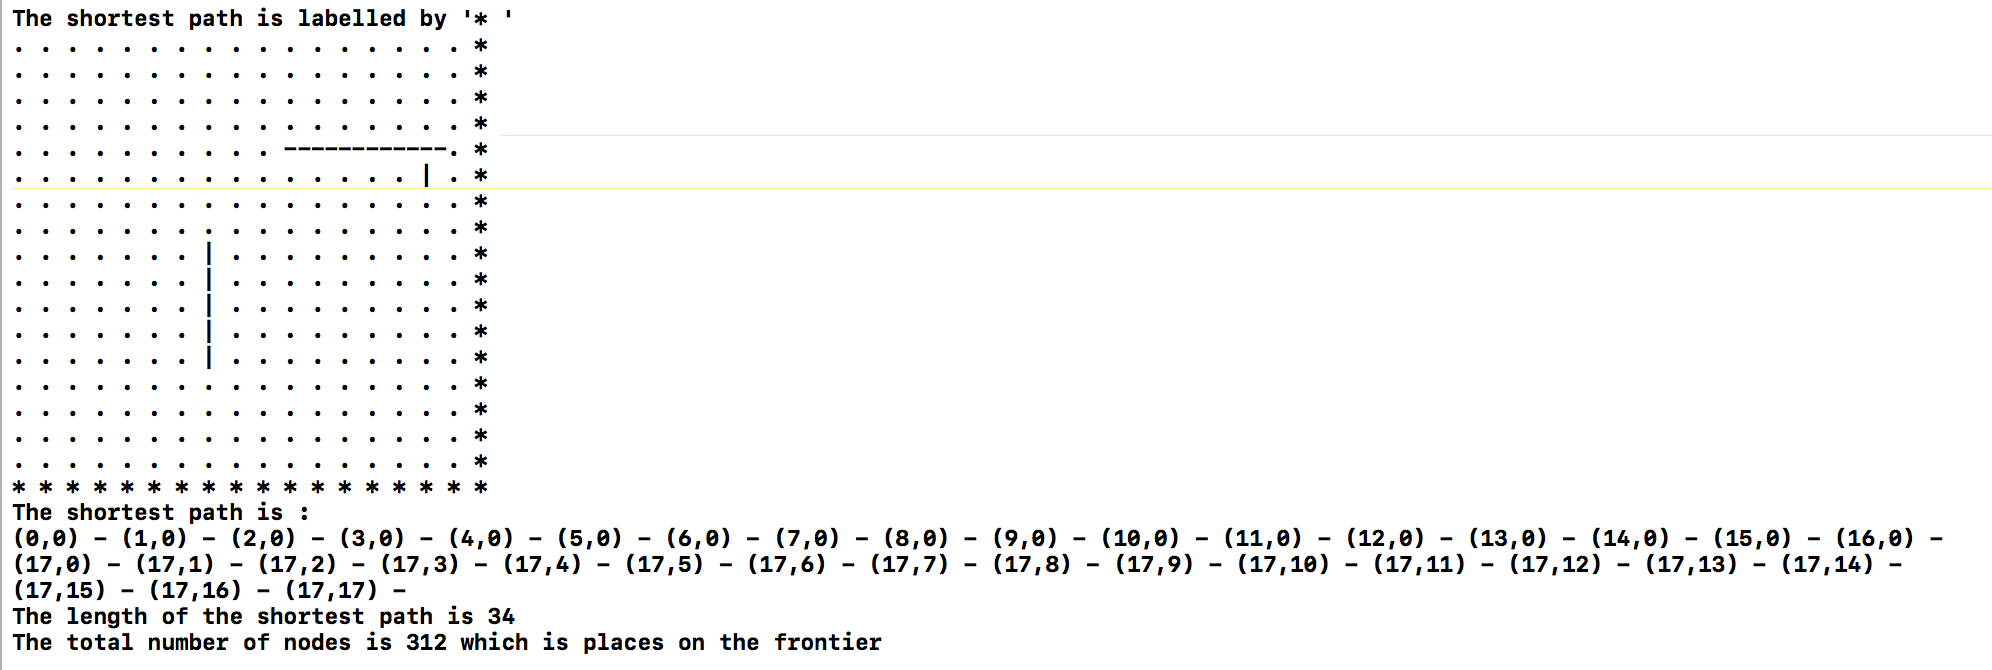 The shortest path is labelled by '* '
. . . . . . . . . . . . . . . . . *
. . . . . . . . . . . . . . . . . *
. . . . . . . . . . . . . . . . . *
. . . . . . . . . . . . . . . . . *
. . . . . . . . . . ------------. *
. . . . . . . . . . . . . . . | . *
. . . . . . . . . . . . . . . . . *
. . . . . . . . . . . . . . . . . *
. . . . . . . | . . . . . . . . . *
. . . . . . . | . . . . . . . . . *
. . . . . . . | . . . . . . . . . *
. . . . . . . | . . . . . . . . . *
. . . . . . . | . . . . . . . . . *
. . . . . . . . . . . . . . . . . *
. . . . . . . . . . . . . . . . . *
. . . . . . . . . . . . . . . . . *
. . . . . . . . . . . . . . . . . *
* * * * * * * * * * * * * * * * * *
The shortest path is :
(0,0) - (1,0) - (2,0) - (3,0) - (4,0) - (5,0) - (6,0) - (7,0) - (8,0) - (9,0) - (10,0) - (11,0) - (12,0) - (13,0) - (14,0) - (15,0) - (16,0) -
(17,0) - (17,1) - (17,2) - (17,3) - (17,4) - (17,5) - (17,6) - (17,7) - (17,8) - (17,9) - (17,10) - (17,11) - (17,12) - (17,13) - (17,14) -
(17,15) - (17,16) - (17,17) -
The length of the shortest path is 34
The total number of nodes is 312 which is places on the frontier